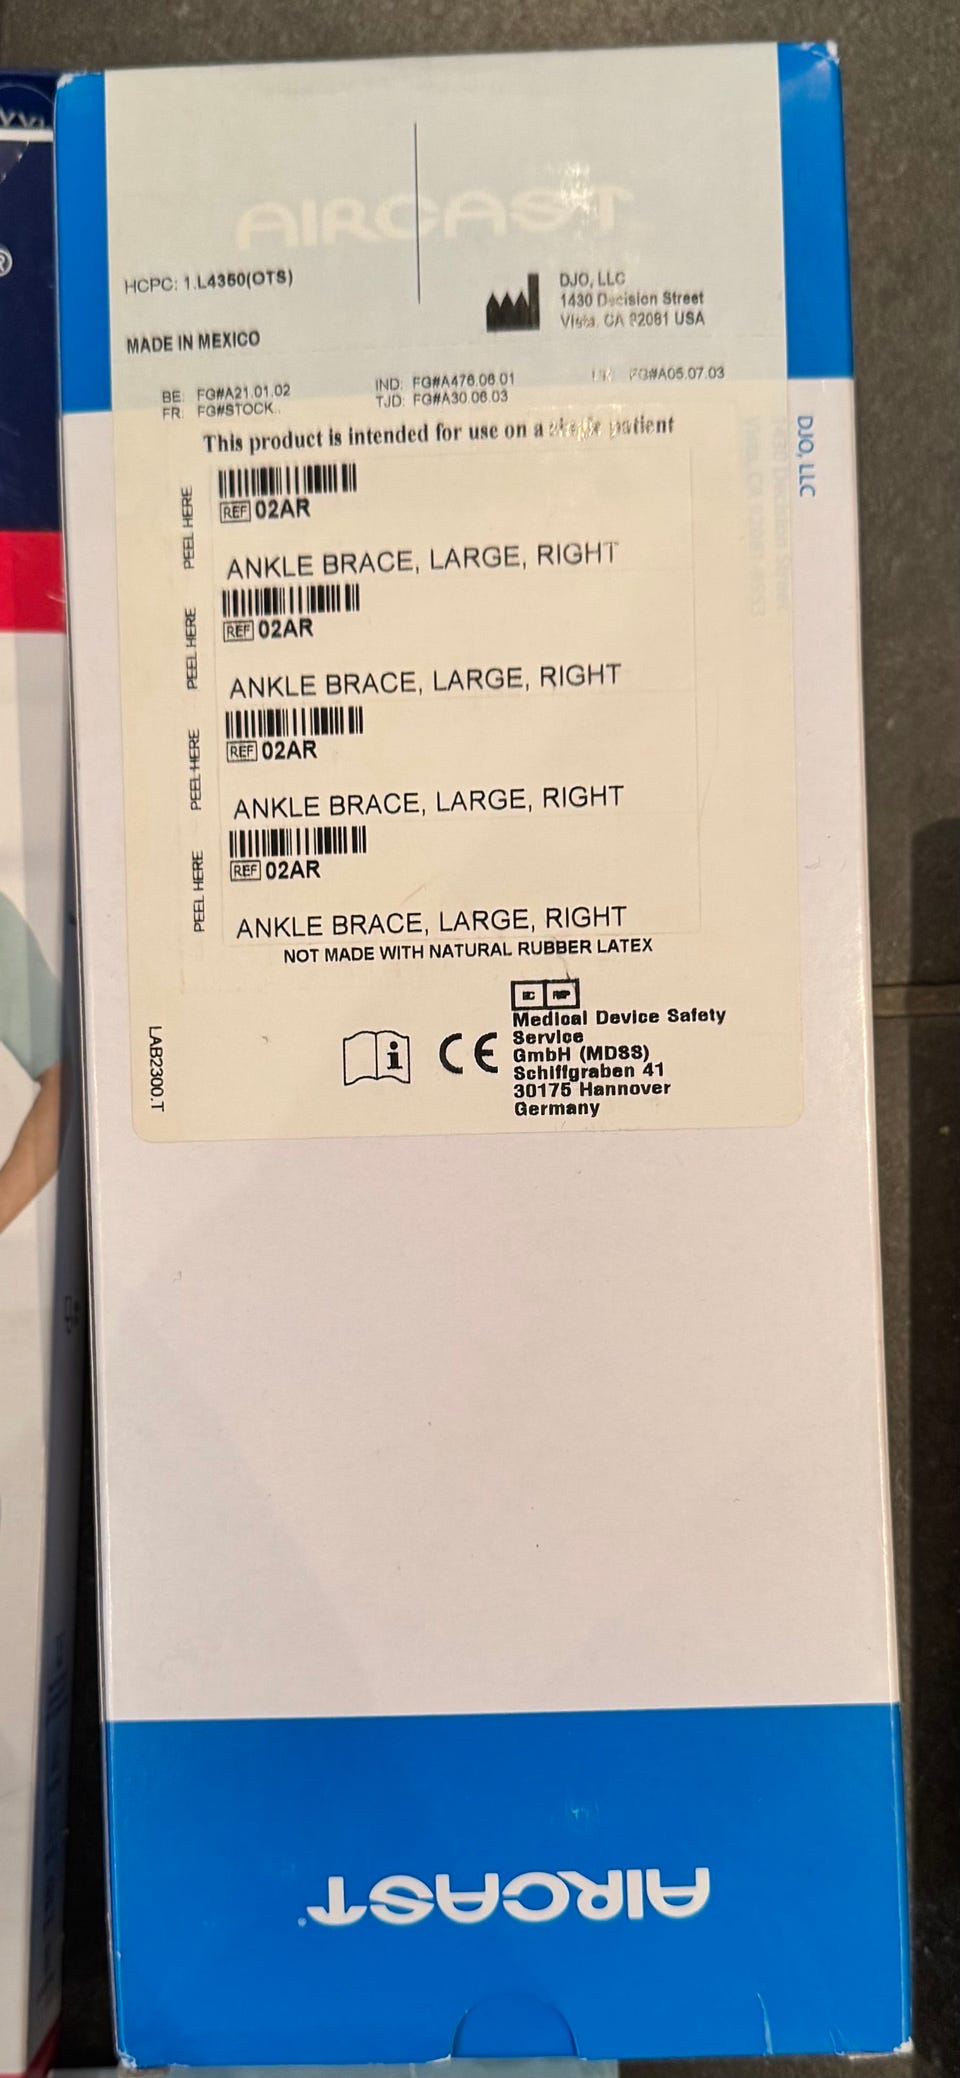 AIRCAST
HCPC: 1.L4350(OTS)
MADE IN MEXICO
DJO, LLC
1430 Decision Street
Vista, CA 92081 USA
BE: FG#A21.01.02
FR: FG#STOCK..
IND: FG#A476.06.01
TJD: FG#A30.06.03
FG#A05.07.03
This product is intended for use on a single patient
PEEL HERE
REF 02AR
ANKLE BRACE, LARGE, RIGHT
PEEL HERE
REF 02AR
ANKLE BRACE, LARGE, RIGHT
PEEL HERE
REF 02AR
ANKLE BRACE, LARGE, RIGHT
PEEL HERE
REF 02AR
ANKLE BRACE, LARGE, RIGHT
NOT MADE WITH NATURAL RUBBER LATEX
LAB2300.T
i
CE
EC REP
Medical Device Safety
Service
GmbH (MDSS)
Schiffgraben 41
30175 Hannover
Germany
DJO, LLC
AIRCAST